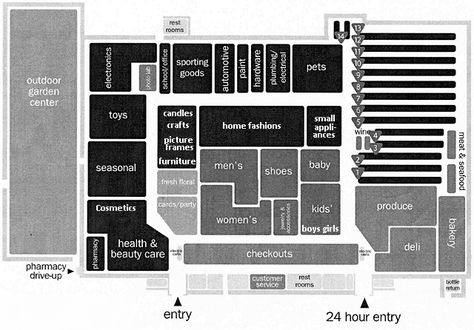 rest
rooms
14
13
12
11
10
9
8
7
6
5
4
3
electronics
photo lab
school/office
sporting
goods
automotive
paint
hardware
plumbing/
electrical
pets
outdoor
garden
center
toys
candles
crafts
picture
frames
furniture
home fashions
small
appli-
ances
wine
meat & seafood
seasonal
men's
shoes
baby
fresh floral
cards/party
women's
jewelry &
accessories
kids'
boys girls
produce
deli
bakery
Cosmetics
health &
beauty care
pharmacy
checkouts
pharmacy
drive-up
customer
service
rest
rooms
bottle
return
entry
24 hour entry